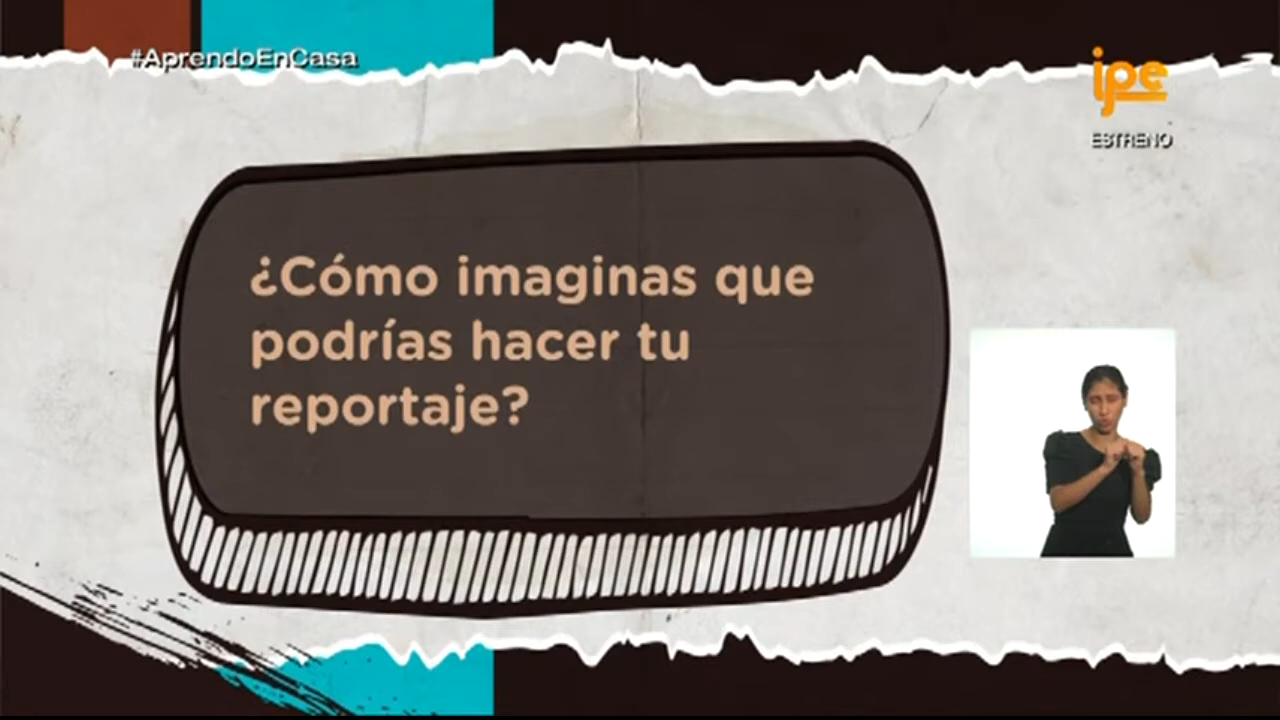 #AprendoEnCasa
ipe
ESTRENO
¿Cómo imaginas que
podrías hacer tu
reportaje?